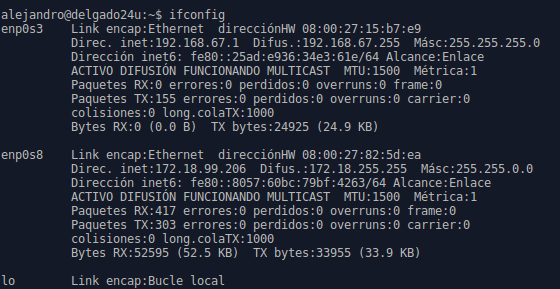 alejandro@delgado24u:~$ ifconfig
enp0s3 Link encap:Ethernet direcciónHW 08:00:27:15:b7:e9
Direc. inet:192.168.67.1 Difus.:192.168.67.255 Másc:255.255.255.0
Dirección inet6: fe80::25ad:e936:34e3:61e/64 Alcance:Enlace
ACTIVO DIFUSIÓN FUNCIONANDO MULTICAST MTU:1500 Métrica:1
Paquetes RX:0 errores:0 perdidos:0 overruns:0 frame:0
Paquetes TX:155 errores:0 perdidos:0 overruns:0 carrier:0
colisiones:0 long.colaTX:1000
Bytes RX:0 (0.0 B) TX bytes:24925 (24.9 KB)
enp0s8 Link encap:Ethernet direcciónHW 08:00:27:82:5d:ea
Direc. inet:172.18.99.206 Difus.:172.18.255.255 Másc:255.255.0.0
Dirección inet6: fe80::8057:60bc:79bf:4263/64 Alcance:Enlace
ACTIVO DIFUSIÓN FUNCIONANDO MULTICAST MTU:1500 Métrica:1
Paquetes RX:417 errores:0 perdidos:0 overruns:0 frame:0
Paquetes TX:303 errores:0 perdidos:0 overruns:0 carrier:0
colisiones:0 long.colaTX:1000
Bytes RX:52595 (52.5 KB) TX bytes:33955 (33.9 KB)
lo Link encap:Bucle local